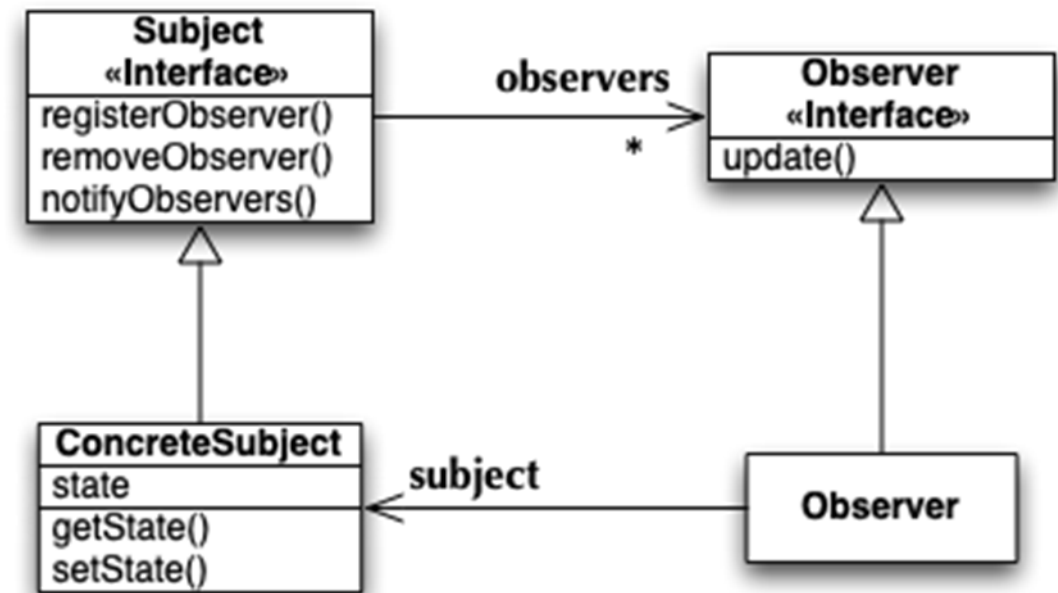 Subject
«Interface»
registerObserver()
removeObserver()
notifyObservers()
observers
*
Observer
«Interface»
update()
ConcreteSubject
state
getState()
setState()
subject
Observer